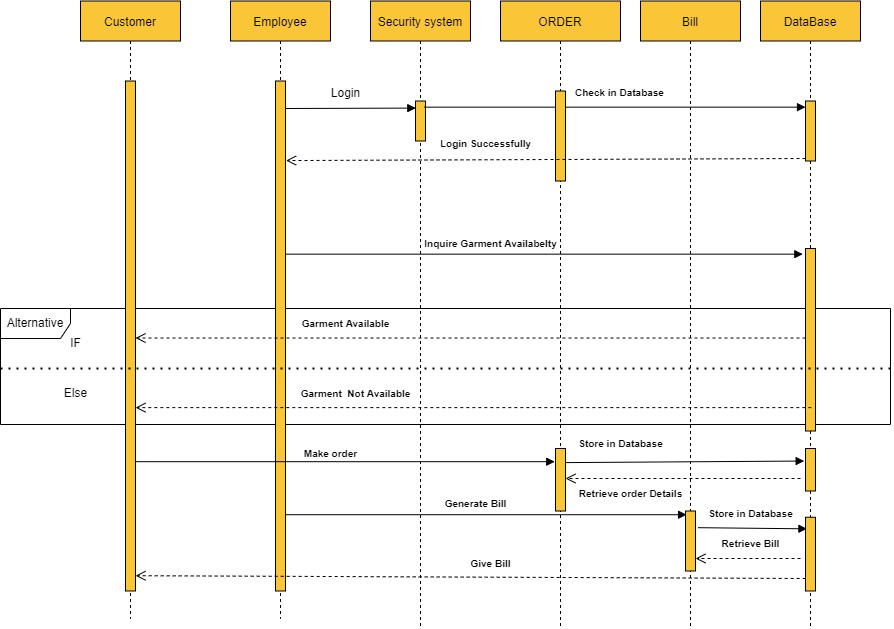 Customer
Employee
Security system
ORDER
Bill
DataBase
Login
Check in Database
Login Successfully
Inquire Garment Availabelty
Alternative
Garment Available
IF
Else
Garment  Not Available
Store in Database
Make order
Retrieve order Details
Generate Bill
Store in Database
Retrieve Bill
Give Bill